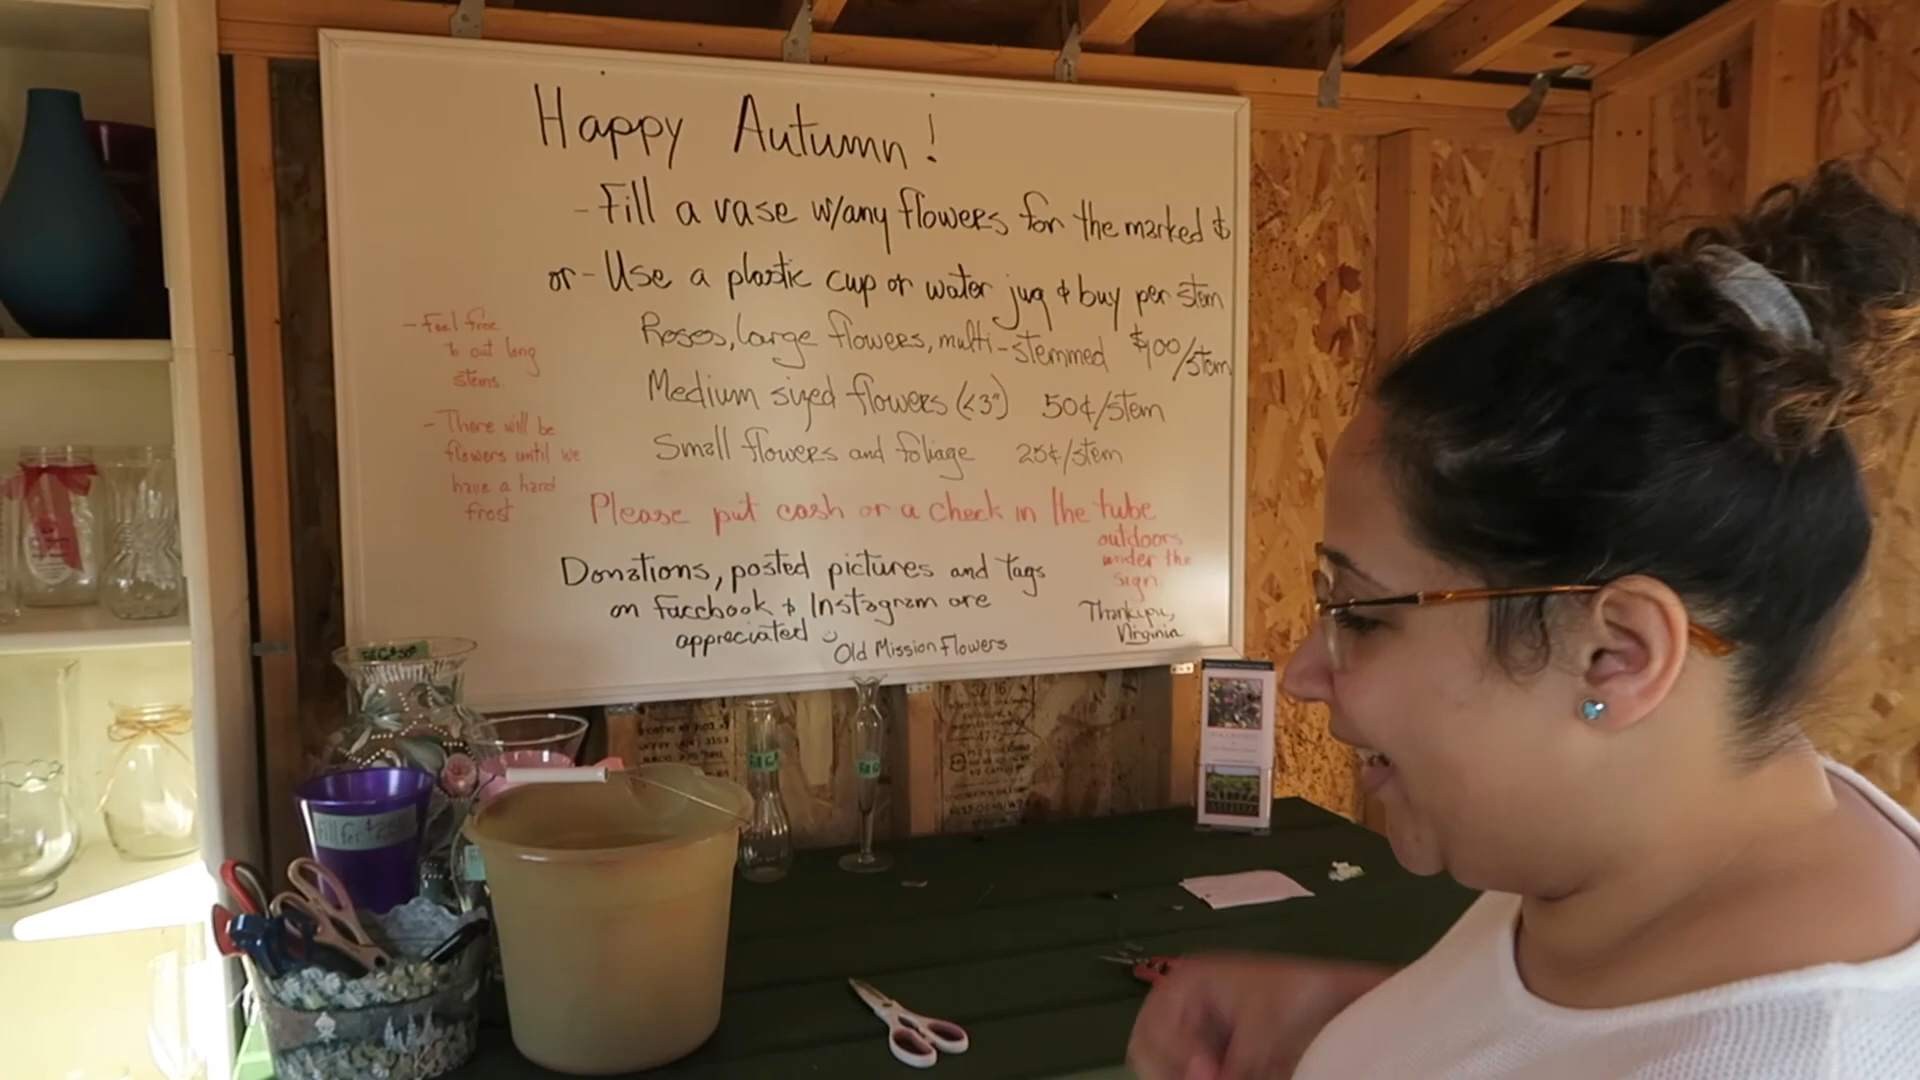 Happy Autumn!
- Fill a vase w/any flowers for the marked $
or - Use a plastic cup or water jug & buy per stem
Roses, large flowers, multi-stemmed $1.00/stem
Medium sized flowers (<3") 50¢/stem
Small flowers and foliage 25¢/stem
- Feel free
to cut long
stems.
- There will be
flowers until we
have a hard
frost
Please put cash or a check in the tube
outdoors
under the
sign.
Donations, posted pictures and tags
on Facebook & Instagram are
appreciated
Old Mission Flowers
Thank you,
Virginia
Fill for $
Fill for